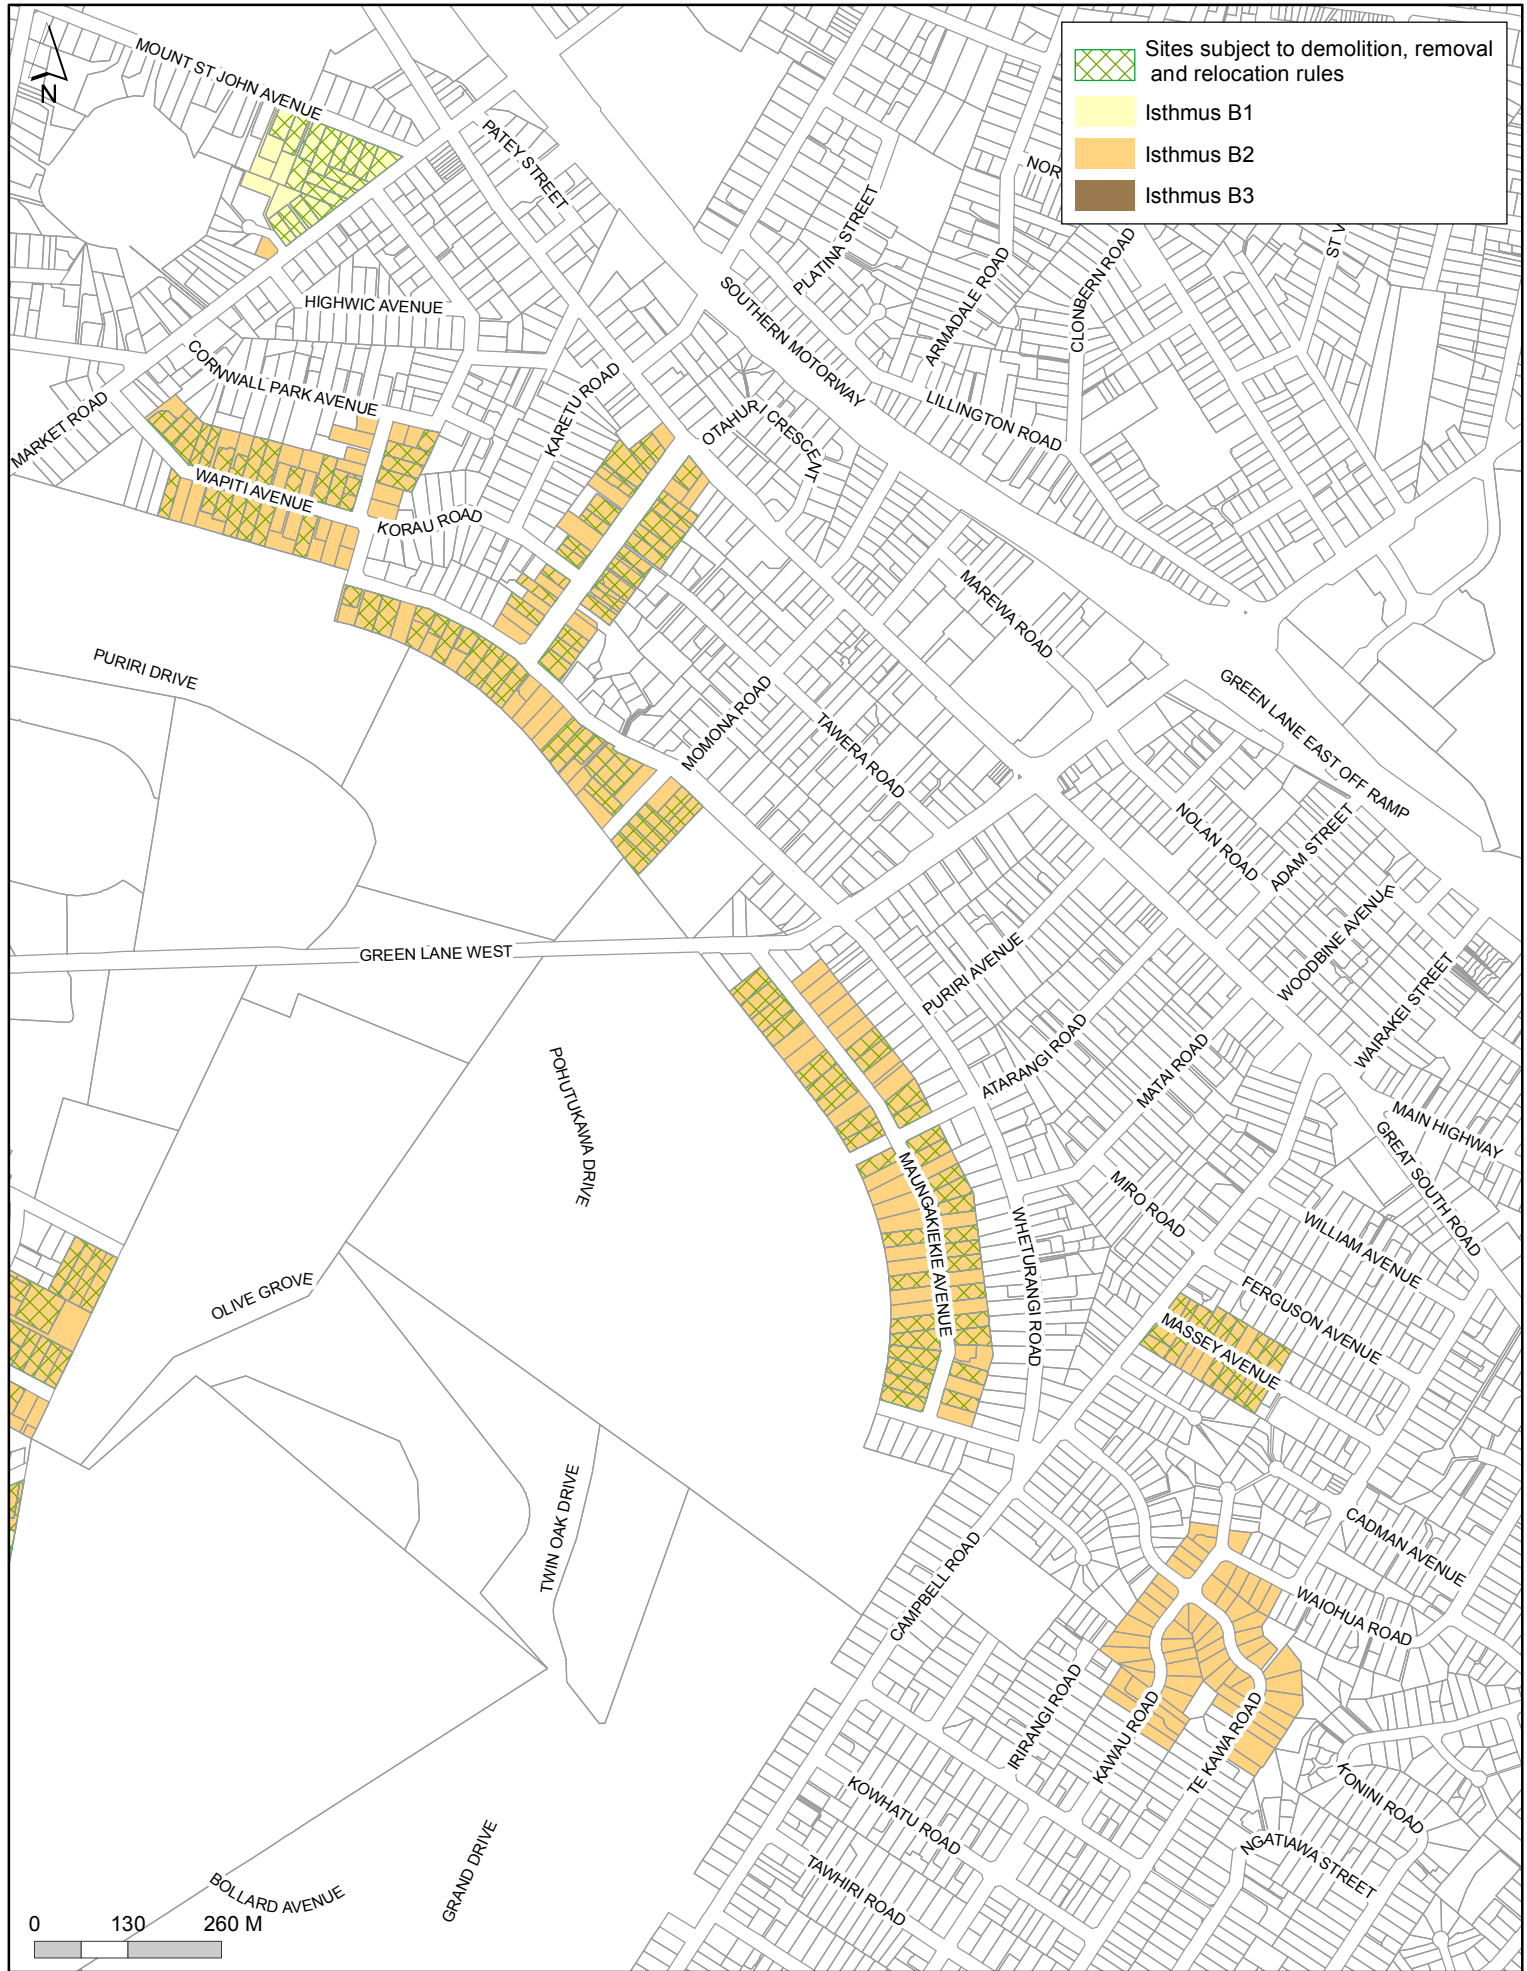 MOUNT ST JOHN AVENUE
N
PATEY STREET
Sites subject to demolition, removal
and relocation rules
Isthmus B1
Isthmus B2
Isthmus B3
NOR
ST V
PLATINA STREET
ARMADALE ROAD
CLONBERN ROAD
SOUTHERN MOTORWAY
HIGHWIC AVENUE
CORNWALL PARK AVENUE
MARKET ROAD
KARETU ROAD
OTAHURI CRESCENT
LILLINGTON ROAD
WAPITI AVENUE
KORAU ROAD
MAREWA ROAD
PURIRI DRIVE
MOMONA ROAD
TAWERA ROAD
GREEN LANE EAST OFF RAMP
NOLAN ROAD
ADAM STREET
WOODBINE AVENUE
GREEN LANE WEST
PURIRI AVENUE
WAIRAKEI STREET
ATARANGI ROAD
MATAI ROAD
POHUTUKAWA DRIVE
MAIN HIGHWAY
GREAT SOUTH ROAD
MAUNGAKIEKIE AVENUE
WHETURANGI ROAD
MIRO ROAD
WILLIAM AVENUE
OLIVE GROVE
FERGUSON AVENUE
MASSEY AVENUE
TWIN OAK DRIVE
CAMPBELL ROAD
CADMAN AVENUE
WAIOHUA ROAD
IRIRANGI ROAD
KAWAU ROAD
TE KAWA ROAD
TONINI ROAD
KOWHATU ROAD
NGATIAWA STREET
TAWHIRI ROAD
GRAND DRIVE
BOLLARD AVENUE
0 130 260 M